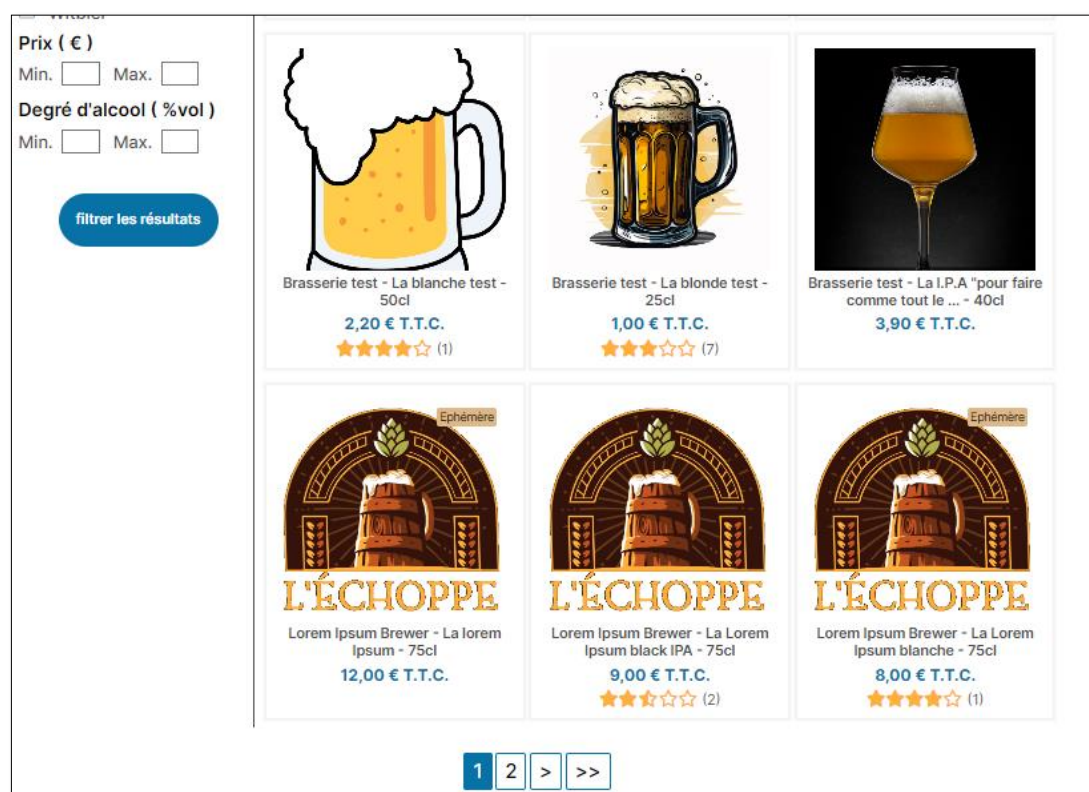 Witbier
Prix ( € )
Min. Max.
Degré d'alcool ( %vol )
Min. Max.
filtrer les résultats
Brasserie test - La blanche test -
50cl
2,20 € T.T.C.
(1)
Brasserie test - La blonde test -
25cl
1,00 € T.T.C.
(7)
Brasserie test - La I.P.A "pour faire
comme tout le ... - 40cl
3,90 € T.T.C.
Ephémère
L'ÉCHOPPE
Lorem Ipsum Brewer - La lorem
Ipsum - 75cl
12,00 € T.T.C.
L'ÉCHOPPE
Lorem Ipsum Brewer - La Lorem
Ipsum black IPA - 75cl
9,00 € T.T.C.
(2)
Ephémère
L'ÉCHOPPE
Lorem Ipsum Brewer - La Lorem
Ipsum blanche - 75cl
8,00 € T.T.C.
(1)
1 2 > >>